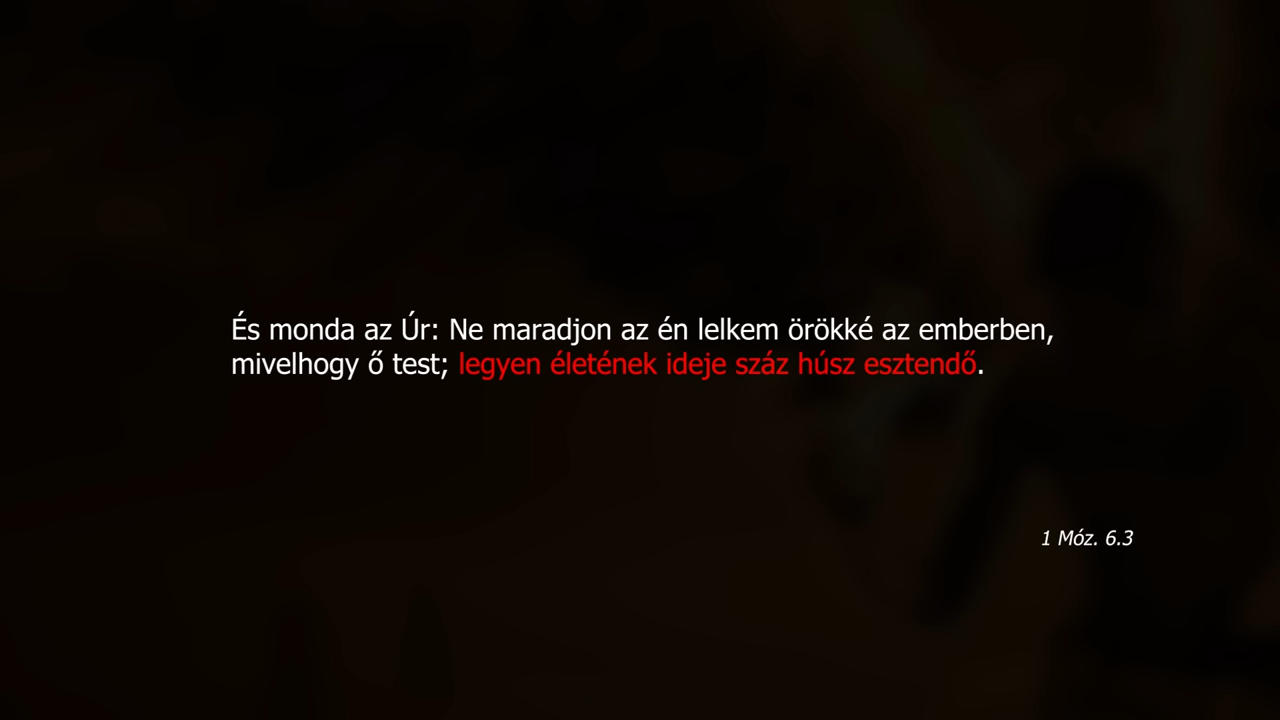 És monda az Úr: Ne maradjon az én lelkem örökké az emberben,
mivelhogy ő test; legyen életének ideje száz húsz esztendő.
1 Móz. 6.3